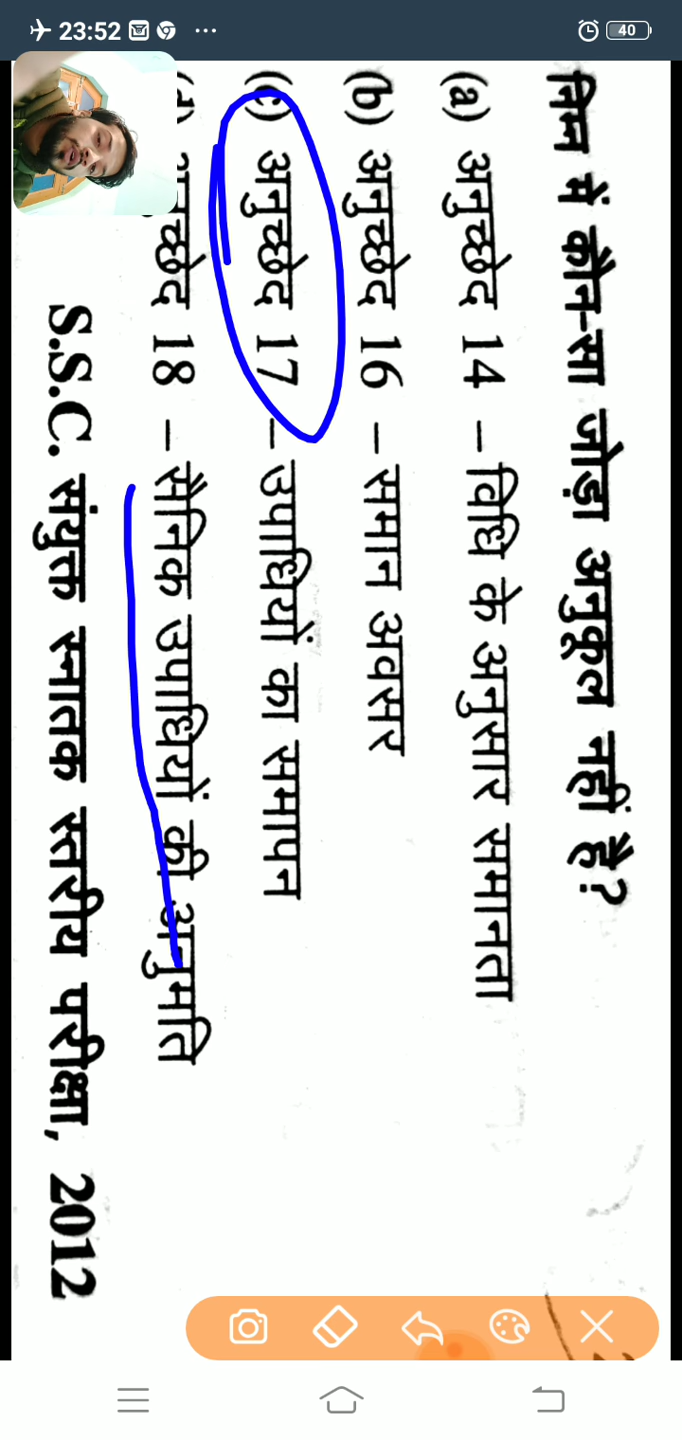 23:52
40
निम्न में कौन-सा जोड़ा अनुकूल नहीं है?
(a) अनुच्छेद 14 – विधि के अनुसार समानता
(b) अनुच्छेद 16 – समान अवसर
(c) अनुच्छेद 17 – उपाधियों का समापन
(d) अनुच्छेद 18 – सैनिक उपाधियों की अनुमति
S.S.C. संयुक्त स्नातक स्तरीय परीक्षा, 2012